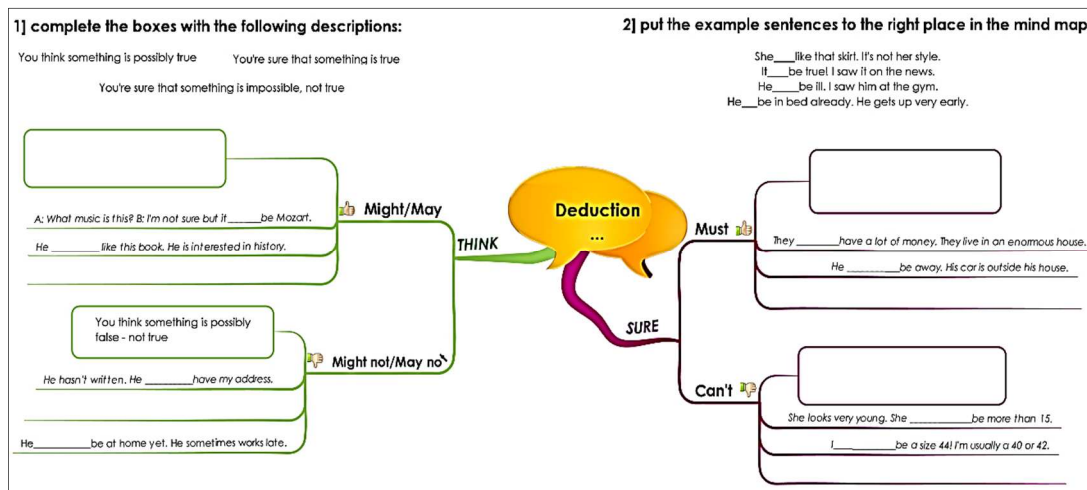 1] complete the boxes with the following descriptions:
You think something is possibly true
You're sure that something is true
You're sure that something is impossible, not true
2] put the example sentences to the right place in the mind map
She____like that skirt. It's not her style.
It____be true! I saw it on the news.
He_____be ill. I saw him at the gym.
He___be in bed already. He gets up very early.
Deduction
...
THINK
Might/May
A: What music is this? B: I'm not sure but it ______be Mozart.
He _________ like this book. He is interested in history.
Might not/May not
You think something is possibly
false - not true
He hasn't written. He _________have my address.
He__________be at home yet. He sometimes works late.
SURE
Must
They ________have a lot of money. They live in an enormous house.
He __________be away. His car is outside his house.
Can't
She looks very young. She ____________be more than 15.
I____________be a size 44! I'm usually a 40 or 42.